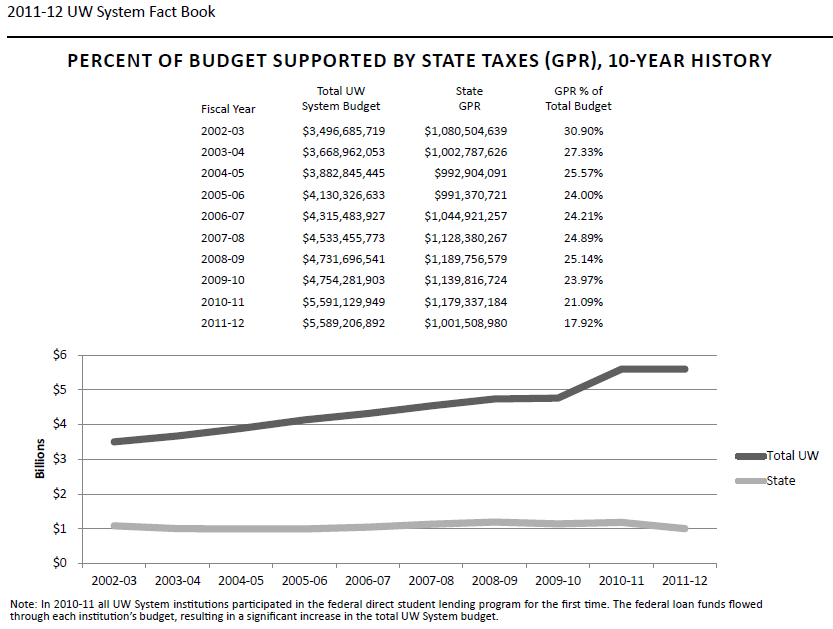 2011-12 UW System Fact Book
PERCENT OF BUDGET SUPPORTED BY STATE TAXES (GPR), 10-YEAR HISTORY
Total UW State GPR % of
Fiscal Year System Budget GPR Total Budget
2002-03 $3,496,685,719 $1,080,504,639 30.90%
2003-04 $3,668,962,053 $1,002,787,626 27.33%
2004-05 $3,882,845,445 $992,904,091 25.57%
2005-06 $4,130,326,633 $991,370,721 24.00%
2006-07 $4,315,483,927 $1,044,921,257 24.21%
2007-08 $4,533,455,773 $1,128,380,267 24.89%
2008-09 $4,731,696,541 $1,189,756,579 25.14%
2009-10 $4,754,281,903 $1,139,816,724 23.97%
2010-11 $5,591,129,949 $1,179,337,184 21.09%
2011-12 $5,589,206,892 $1,001,508,980 17.92%
$6
$5
$4
$3
$2
$1
$0
Billions
Total UW
State
2002-03 2003-04 2004-05 2005-06 2006-07 2007-08 2008-09 2009-10 2010-11 2011-12
Note: In 2010-11 all UW System institutions participated in the federal direct student lending program for the first time. The federal loan funds flowed
through each institution's budget, resulting in a significant increase in the total UW System budget.